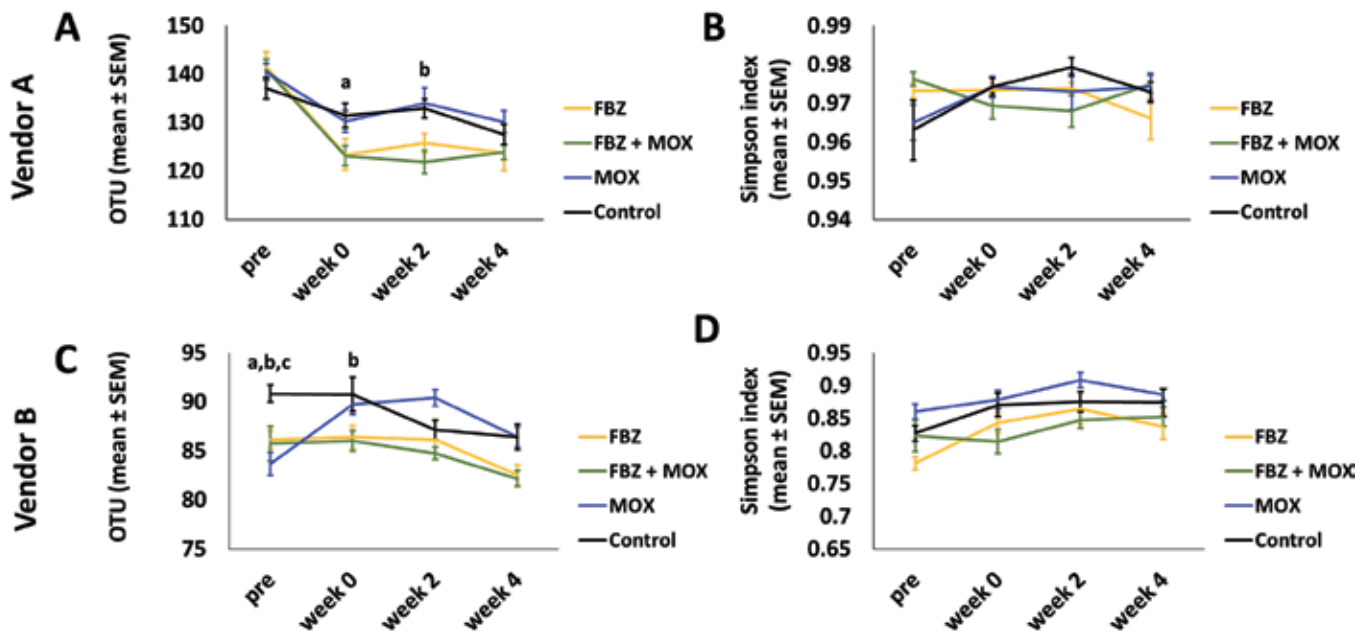 Vendor A
A
OTU (mean ± SEM)
150
140
130
120
110
a
b
pre
week 0
week 2
week 4
FBZ
FBZ + MOX
MOX
Control
B
Simpson index
(mean ± SEM)
0.99
0.98
0.97
0.96
0.95
0.94
pre
week 0
week 2
week 4
FBZ
FBZ + MOX
MOX
Control
Vendor B
C
OTU (mean ± SEM)
95
90
85
80
75
a,b,c
b
pre
week 0
week 2
week 4
FBZ
FBZ + MOX
MOX
Control
D
Simpson index
(mean ± SEM)
0.95
0.9
0.85
0.8
0.75
0.7
0.65
pre
week 0
week 2
week 4
FBZ
FBZ + MOX
MOX
Control